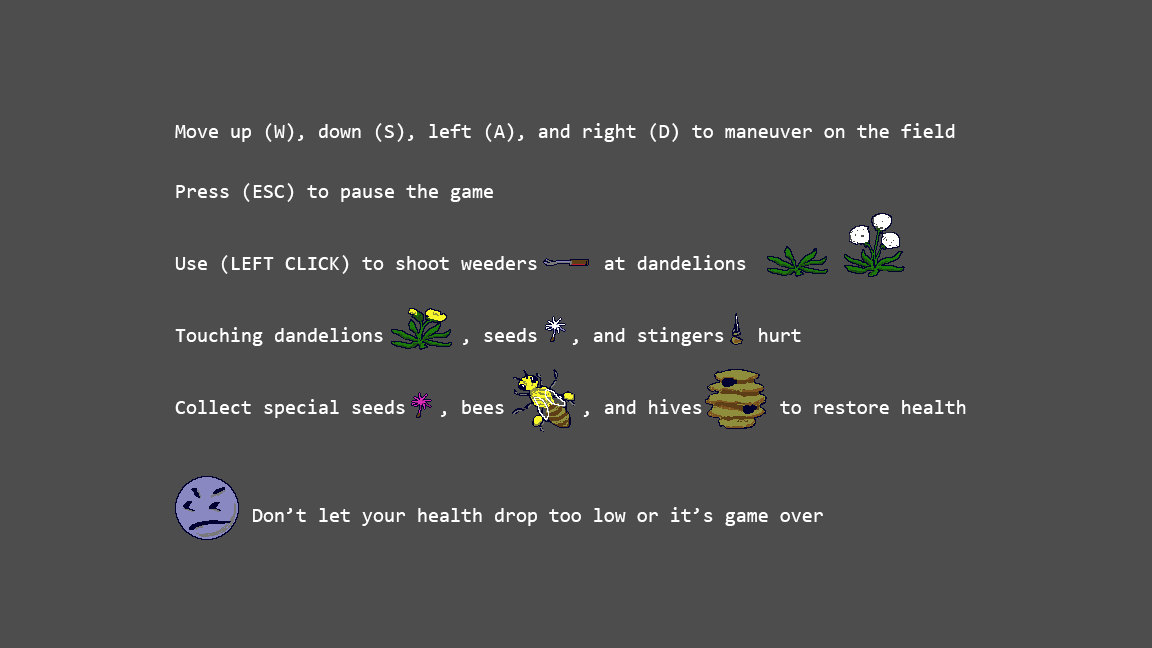 Move up (W), down (S), left (A), and right (D) to maneuver on the field
Press (ESC) to pause the game
Use (LEFT CLICK) to shoot weeders at dandelions
Touching dandelions , seeds , and stingers hurt
Collect special seeds , bees , and hives to restore health
Don’t let your health drop too low or it’s game over